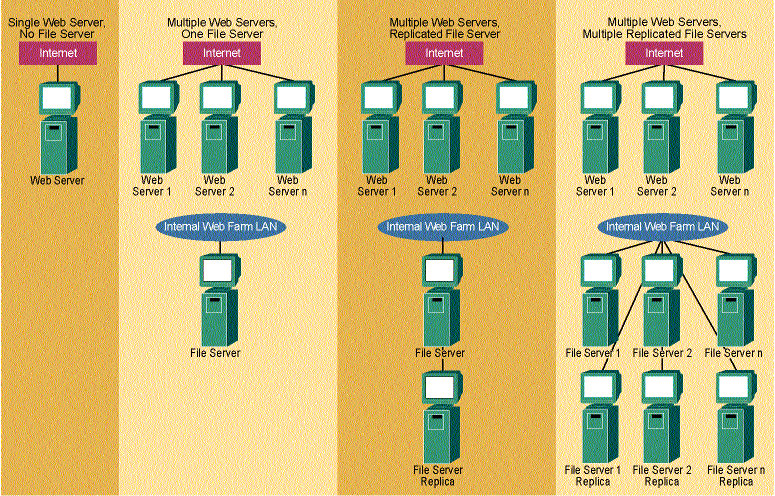 Single Web Server,
No File Server
Internet
Web Server
Multiple Web Servers,
One File Server
Internet
Web
Server 1
Web
Server 2
Web
Server n
Internal Web Farm LAN
File Server
Multiple Web Servers,
Replicated File Server
Internet
Web
Server 1
Web
Server 2
Web
Server n
Internal Web Farm LAN
File Server
File Server
Replica
Multiple Web Servers,
Multiple Replicated File Servers
Internet
Web
Server 1
Web
Server 2
Web
Server n
Internal Web Farm LAN
File Server 1
File Server 2
File Server n
File Server 1
Replica
File Server 2
Replica
File Server n
Replica